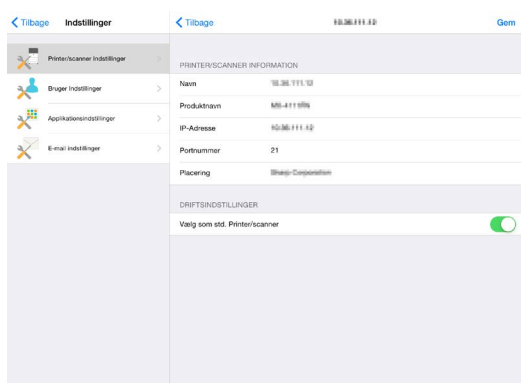 Tilbage
Indstillinger
Printer/scanner Indstillinger
Bruger Indstillinger
Applikationsindstillinger
E-mail indstillinger
Tilbage
Gem
PRINTER/SCANNER INFORMATION
Navn
Produktnavn
IP-Adresse
Portnummer 21
Placering
DRIFTSINDSTILLINGER
Vælg som std. Printer/scanner